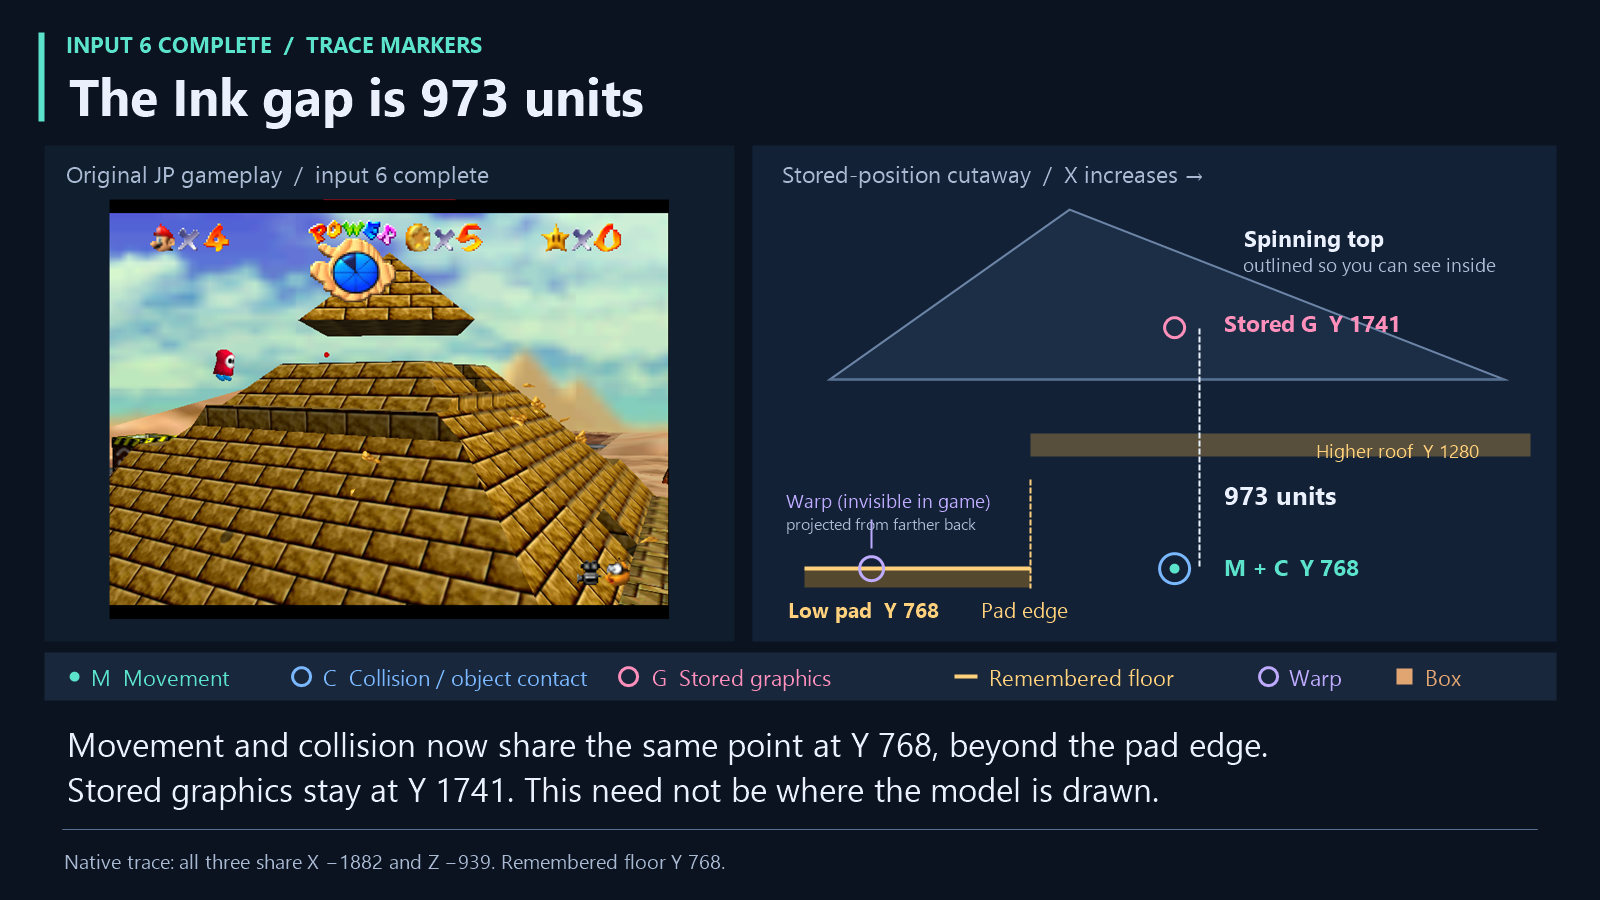 INPUT 6 COMPLETE / TRACE MARKERS
The Ink gap is 973 units
Original JP gameplay / input 6 complete
×4
POWER
×5
×0
Stored-position cutaway / X increases →
Spinning top
outlined so you can see inside
Stored G Y 1741
Higher roof Y 1280
973 units
Warp (invisible in game)
projected from farther back
M + C Y 768
Low pad Y 768
Pad edge
M Movement
C Collision / object contact
G Stored graphics
Remembered floor
Warp
Box
Movement and collision now share the same point at Y 768, beyond the pad edge.
Stored graphics stay at Y 1741. This need not be where the model is drawn.
Native trace: all three share X −1882 and Z −939. Remembered floor Y 768.